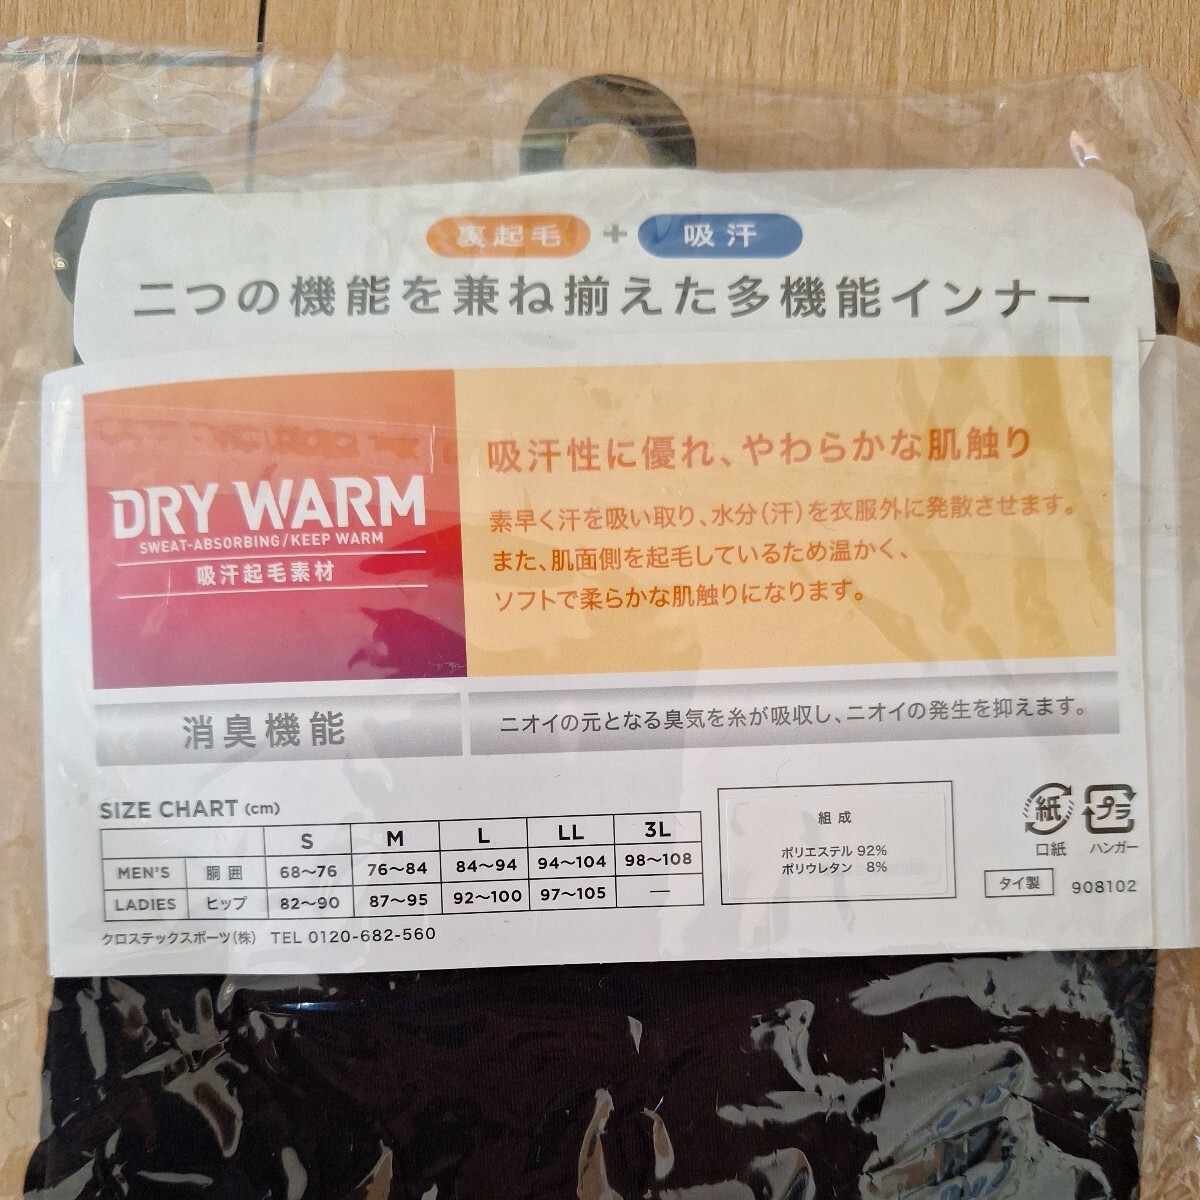 裏起毛 + 吸汗
二つの機能を兼ね揃えた多機能インナー
DRY WARM
SWEAT-ABSORBING/KEEP WARM
吸汗起毛素材
吸汗性に優れ、やわらかな肌触り
素早く汗を吸い取り、水分(汗)を衣服外に発散させます。
また、肌面側を起毛しているため温かく、
ソフトで柔らかな肌触りになります。
消臭機能
ニオイの元となる臭気を糸が吸収し、ニオイの発生を抑えます。
SIZE CHART (cm)
S M L LL 3L
MEN'S 胴囲 68〜76 76〜84 84〜94 94〜104 98〜108
LADIES ヒップ 82〜90 87〜95 92〜100 97〜105 —
クロステックスポーツ(株) TEL 0120-682-560
組成
ポリエステル 92%
ポリウレタン 8%
紙
口紙
プラ
ハンガー
タイ製
908102